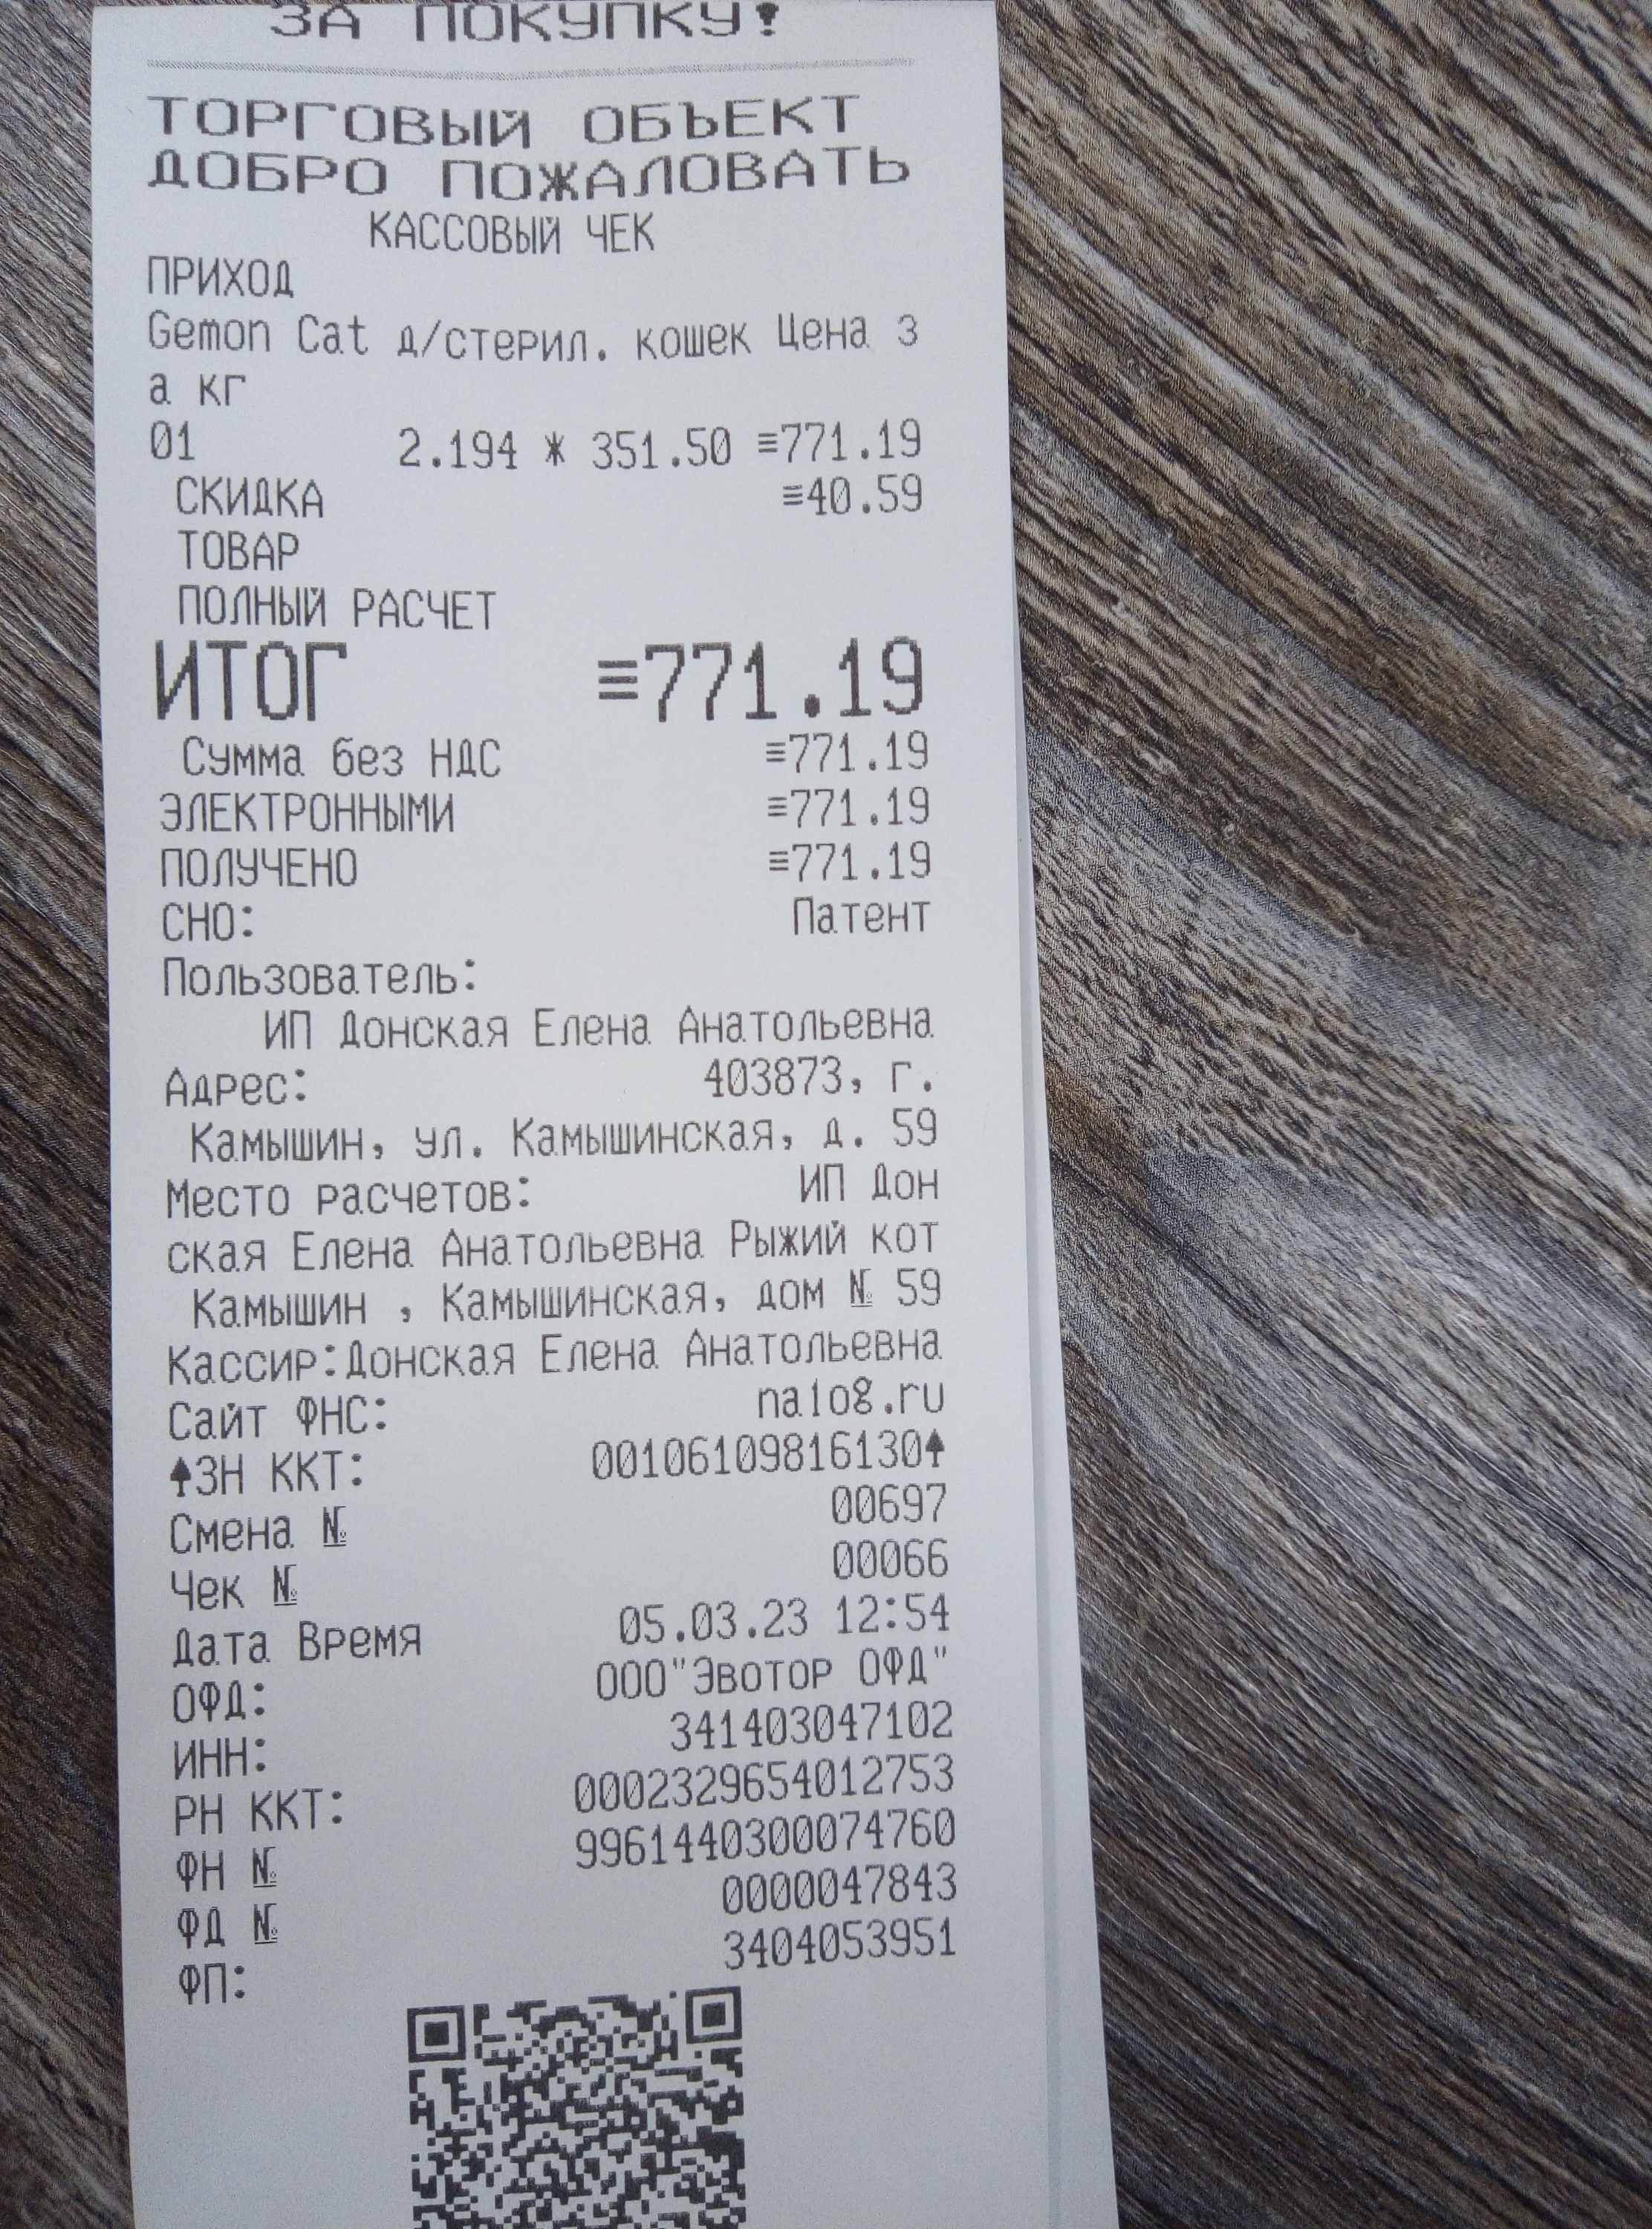 ЗА ПОКУПКУ!
ТОРГОВЫЙ ОБЪЕКТ
ДОБРО ПОЖАЛОВАТЬ
КАССОВЫЙ ЧЕК
ПРИХОД
Gemon Cat д/стерил. кошек Цена з
а кг
01 2.194 * 351.50 ≡771.19
СКИДКА ≡40.59
ТОВАР
ПОЛНЫЙ РАСЧЕТ
ИТОГ ≡771.19
Сумма без НДС ≡771.19
ЭЛЕКТРОННЫМИ ≡771.19
ПОЛУЧЕНО ≡771.19
СНО: Патент
Пользователь:
ИП Донская Елена Анатольевна
Адрес: 403873, г.
Камышин, ул. Камышинская, д. 59
Место расчетов: ИП Дон
ская Елена Анатольевна Рыжий кот
Камышин , Камышинская, дом № 59
Кассир:Донская Елена Анатольевна
Сайт ФНС: nalog.ru
↑ЗН ККТ: 00106109816130↑
Смена № 00697
Чек № 00066
Дата Время 05.03.23 12:54
ОФД: ООО"Эвотор ОФД"
ИНН: 341403047102
РН ККТ: 0002329654012753
ФН № 9961440300074760
ФД № 0000047843
ФП: 3404053951